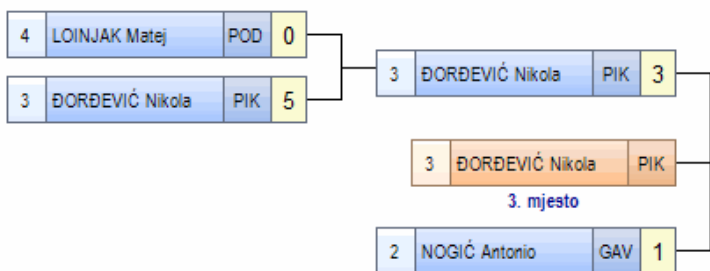 4 LOINJAK Matej POD 0
3 ĐORĐEVIĆ Nikola PIK 5
3 ĐORĐEVIĆ Nikola PIK 3
3 ĐORĐEVIĆ Nikola PIK
3. mjesto
2 NOGIĆ Antonio GAV 1